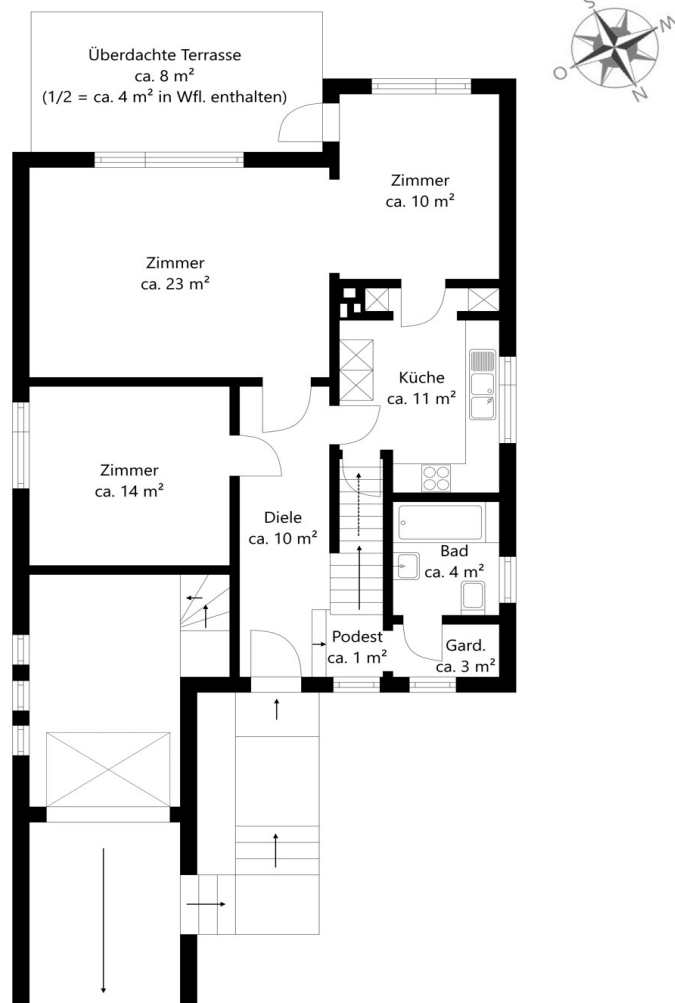 S
W
O
N
Überdachte Terrasse
ca. 8 m²
(1/2 = ca. 4 m² in Wfl. enthalten)
Zimmer
ca. 10 m²
Zimmer
ca. 23 m²
Küche
ca. 11 m²
Zimmer
ca. 14 m²
Diele
ca. 10 m²
Bad
ca. 4 m²
Podest
ca. 1 m²
Gard.
ca. 3 m²